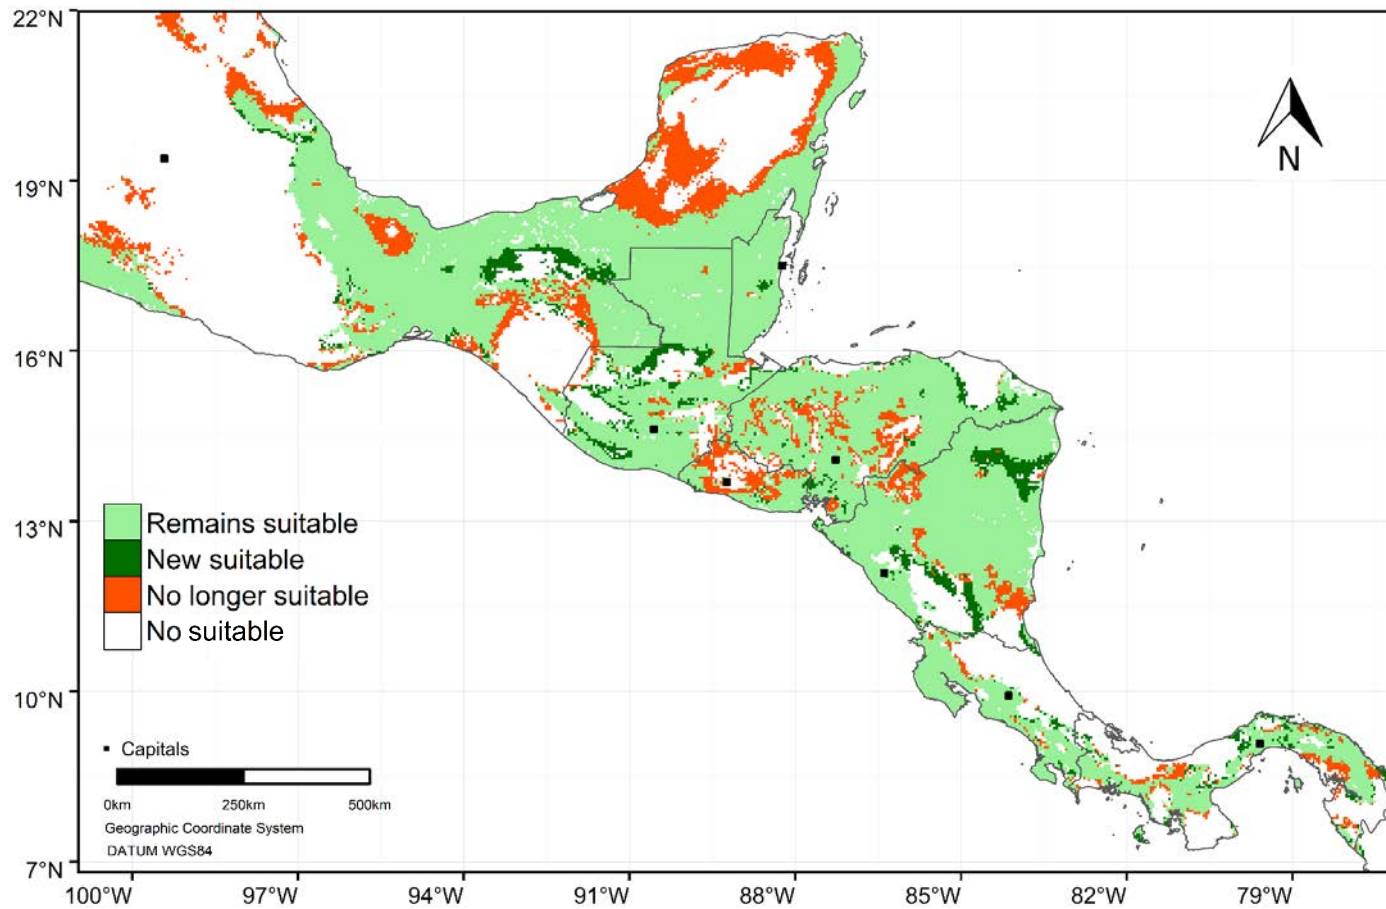 22°N
19°N
16°N
13°N
10°N
7°N
N
Remains suitable
New suitable
No longer suitable
No suitable
Capitals
0km 250km 500km
Geographic Coordinate System
DATUM WGS84
100°W 97°W 94°W 91°W 88°W 85°W 82°W 79°W